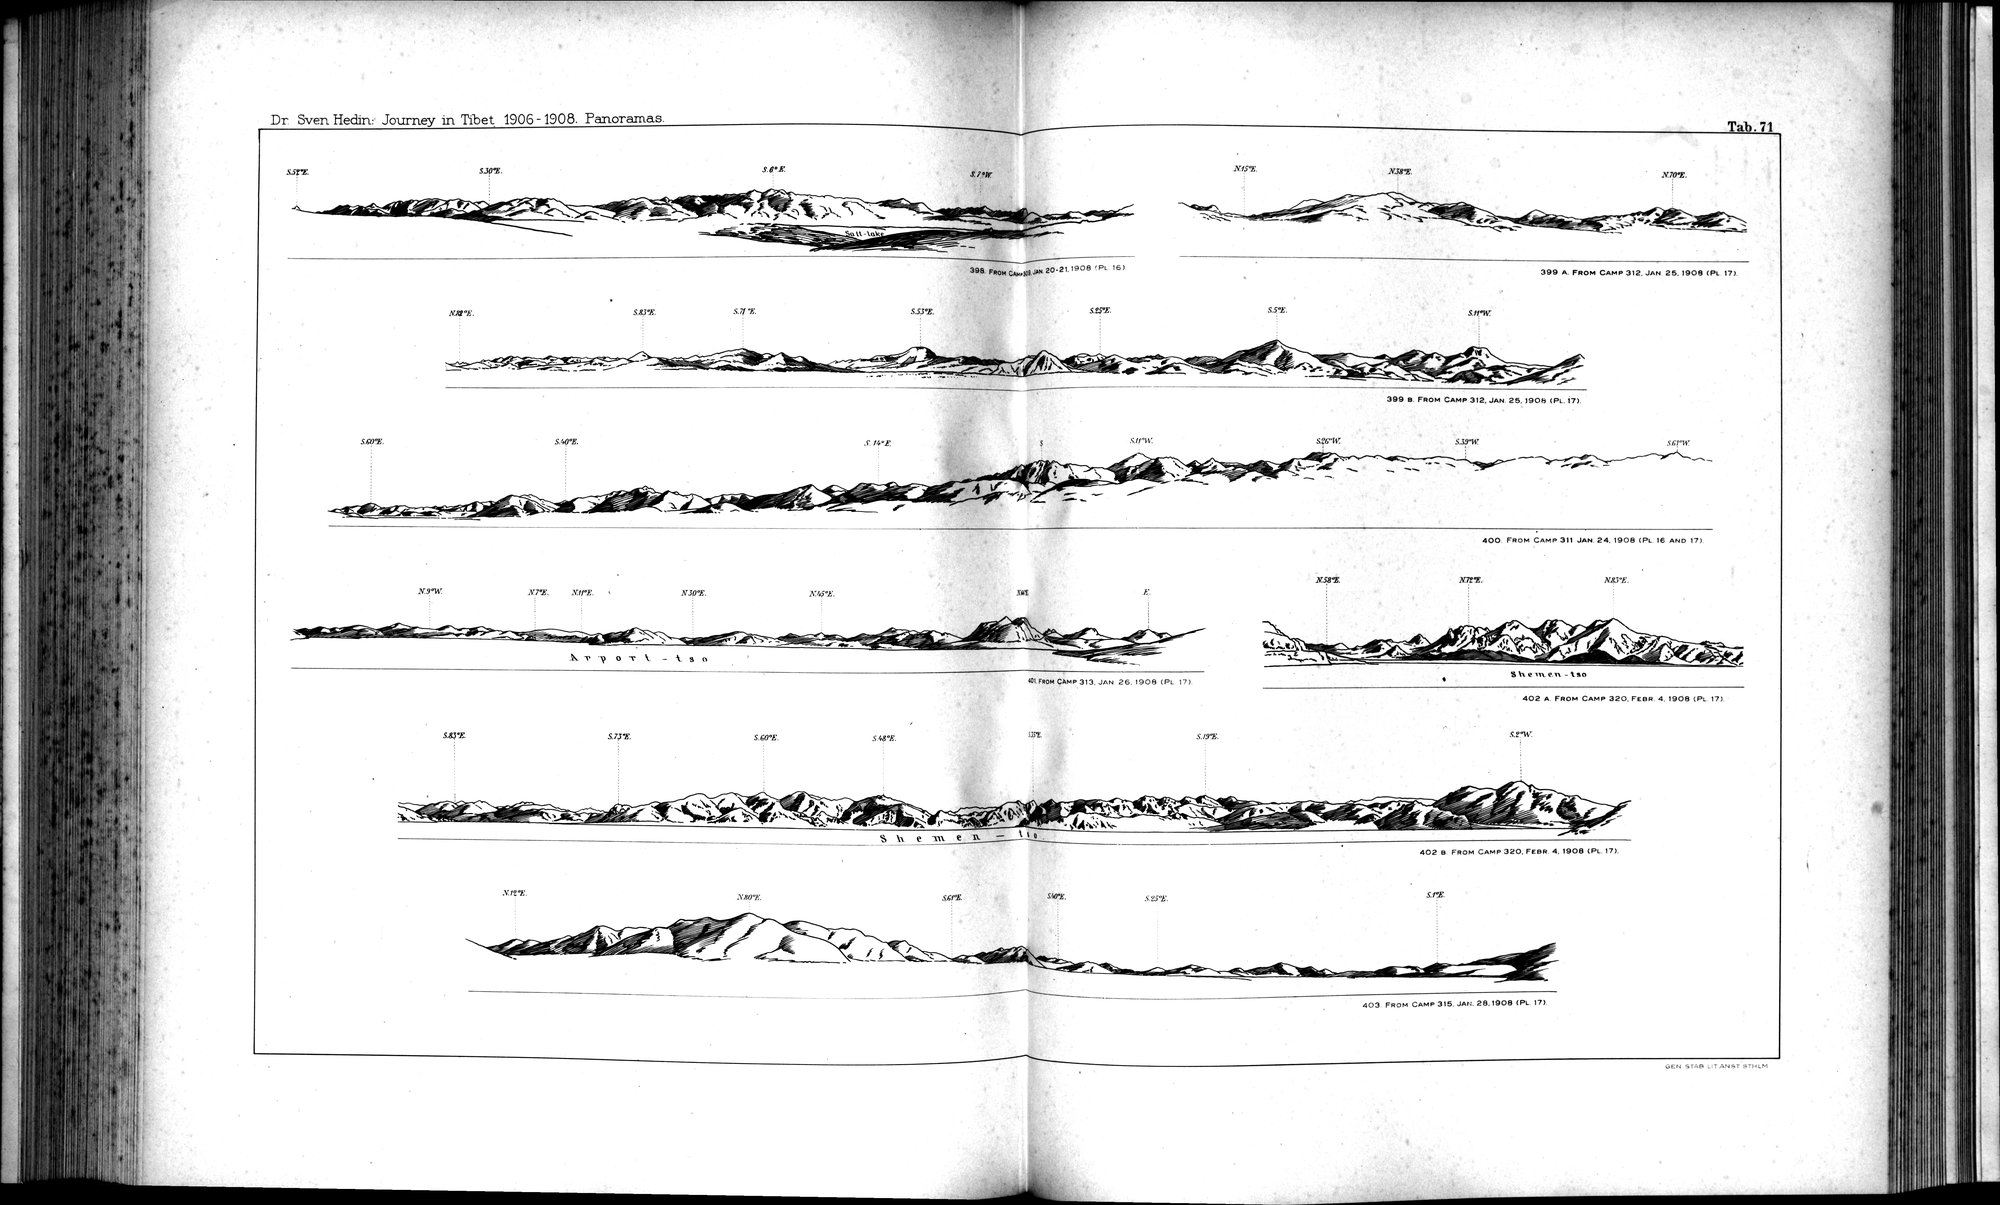 Dr. Sven Hedin: Journey in Tibet 1906-1908. Panoramas.
Tab. 71
S.52°E. S.30°E. S.6°E. S.7°W.
Salt-lake
398. FROM CAMP 309, JAN. 20-21, 1908 (PL. 16)
N.15°E. N.38°E. N.70°E.
399 A. FROM CAMP 312, JAN. 25, 1908 (PL. 17).
S.83°E. S.71°E. S.53°E. S.25°E. S.5°E. S.11°W.
399 B. FROM CAMP 312, JAN. 25, 1908 (PL. 17).
S.60°E. S.40°E. S.14°E. S S.11°W. S.26°W. S.39°W. S.61°W.
400. FROM CAMP 311 JAN. 24, 1908 (PL. 16 AND 17).
N.9°W. N.7°E. N.11°E. N.30°E. N.45°E. E.
Arport-tso
401. FROM CAMP 313, JAN. 26, 1908 (PL. 17).
N.58°E. N.72°E. N.83°E.
Shemen-tso
402 A. FROM CAMP 320, FEBR. 4, 1908 (PL. 17).
S.83°E. S.73°E. S.60°E. S.48°E. S.19°E. S.2°W.
Shemen-tso
402 B. FROM CAMP 320, FEBR. 4, 1908 (PL. 17).
N.12°E. N.80°E. S.61°E. S.40°E. S.25°E. S.1°E.
403. FROM CAMP 315, JAN. 28, 1908 (PL. 17).
GEN. STAB. LIT. ANST. STHLM